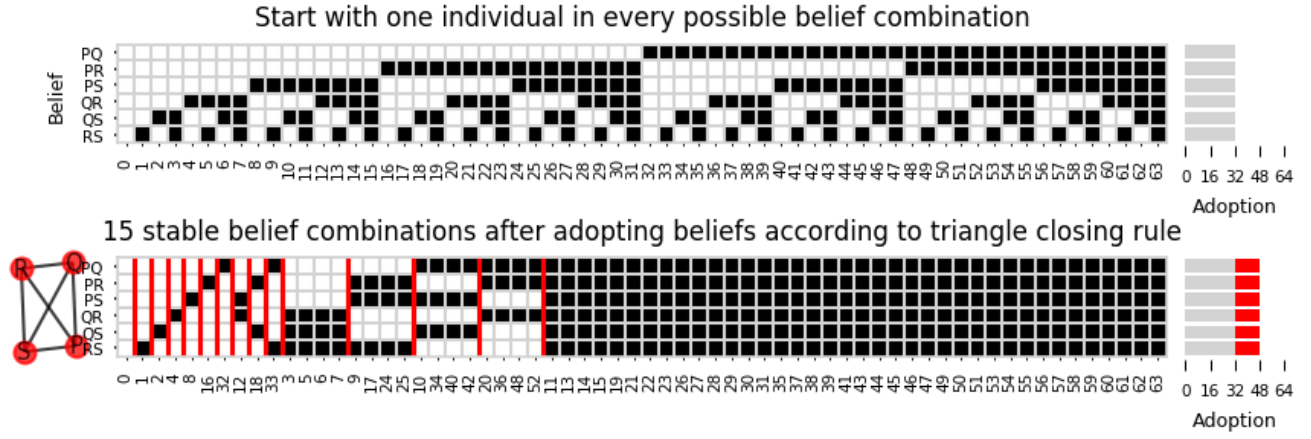 Start with one individual in every possible belief combination
Belief
PQ
PR
PS
QR
QS
RS
0 1 2 3 4 5 6 7 8 9 10 11 12 13 14 15 16 17 18 19 20 21 22 23 24 25 26 27 28 29 30 31 32 33 34 35 36 37 38 39 40 41 42 43 44 45 46 47 48 49 50 51 52 53 54 55 56 57 58 59 60 61 62 63
0 16 32 48 64
Adoption
15 stable belief combinations after adopting beliefs according to triangle closing rule
R Q
S P
PQ
PR
PS
QR
QS
RS
0 1 2 4 8 16 32 12 18 33 3 5 6 7 9 17 24 25 10 34 40 42 20 36 48 52 11 13 14 15 19 21 22 23 26 27 28 29 30 31 35 37 38 39 41 43 44 45 46 47 49 50 51 53 54 55 56 57 58 59 60 61 62 63
0 16 32 48 64
Adoption